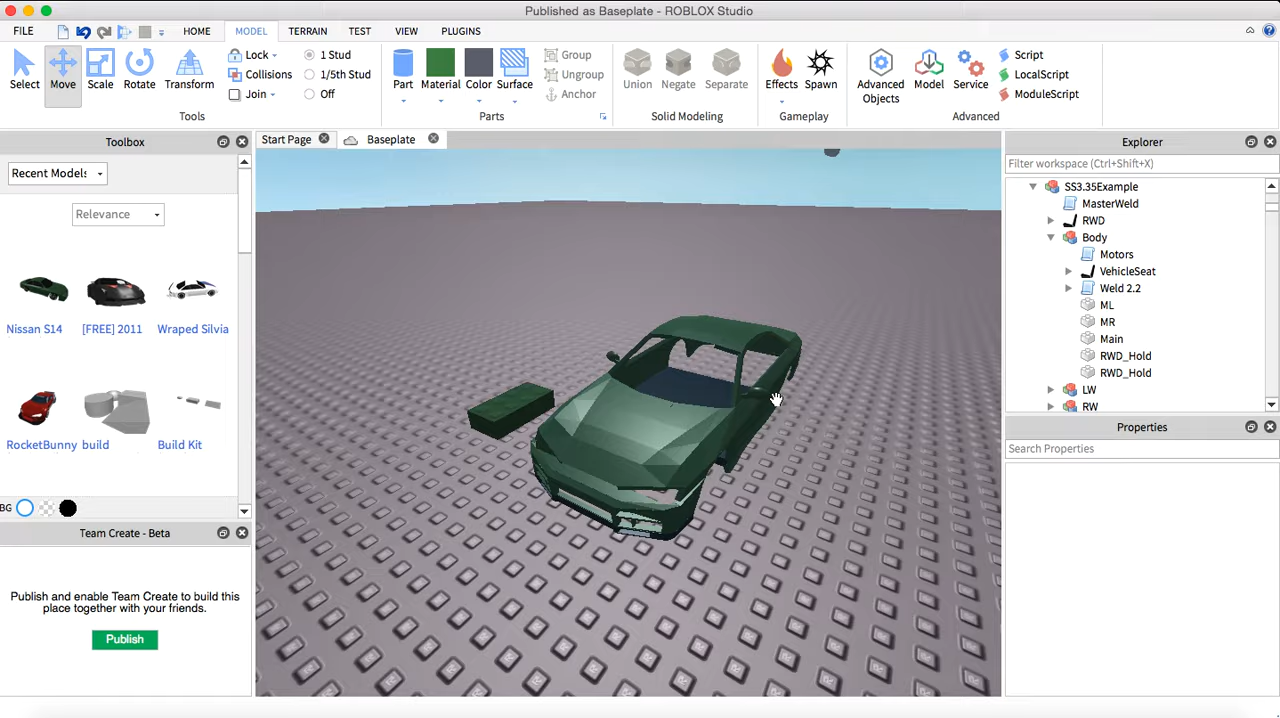 Published as Baseplate - ROBLOX Studio
FILE HOME MODEL TERRAIN TEST VIEW PLUGINS
Select Move Scale Rotate Transform
Lock
Collisions
Join
1 Stud
1/5th Stud
Off
Tools
Part Material Color Surface
Group
Ungroup
Anchor
Parts
Union Negate Separate
Solid Modeling
Effects Spawn
Gameplay
Advanced Objects Model Service
Script
LocalScript
ModuleScript
Advanced
Toolbox
Recent Models
Relevance
Nissan S14 [FREE] 2011 Wraped Silvia
RocketBunny build Build Kit
BG
Team Create - Beta
Publish and enable Team Create to build this
place together with your friends.
Publish
Start Page Baseplate
Explorer
Filter workspace (Ctrl+Shift+X)
SS3.35Example
MasterWeld
RWD
Body
Motors
VehicleSeat
Weld 2.2
ML
MR
Main
RWD_Hold
RWD_Hold
LW
RW
Properties
Search Properties